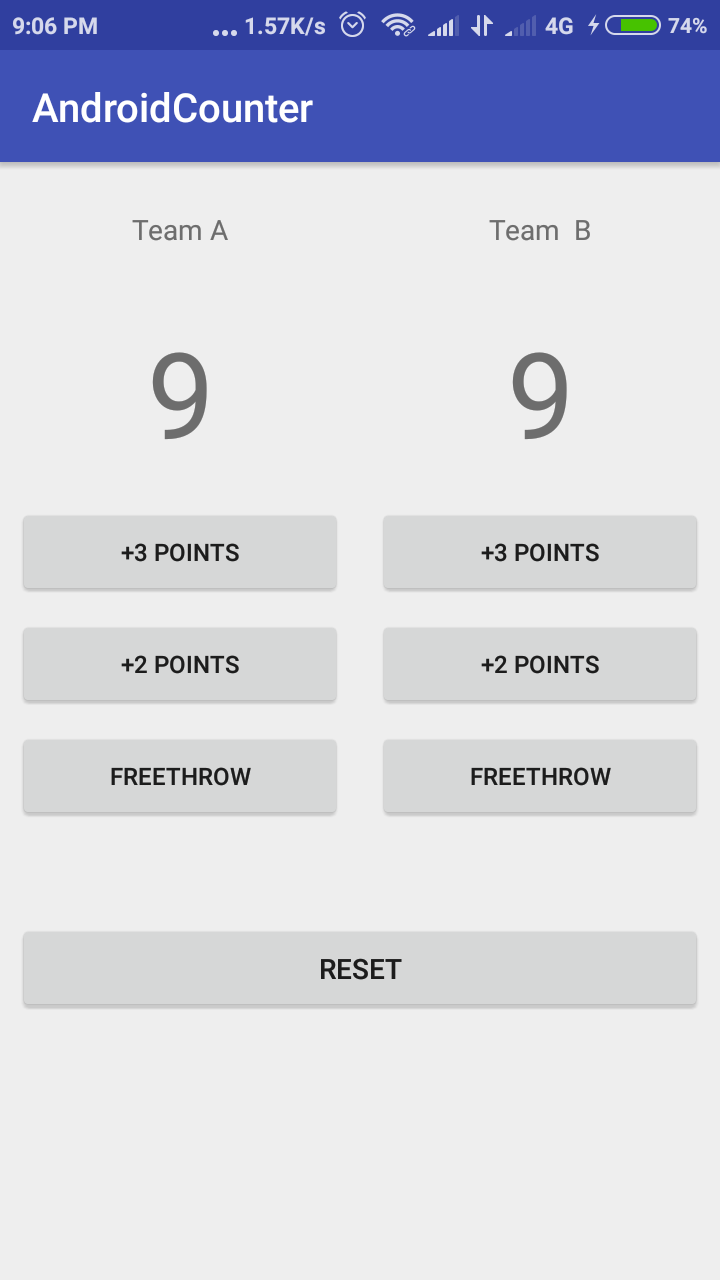 9:06 PM ... 1.57K/s 4G 74%
AndroidCounter
Team A Team  B
9 9
+3 POINTS +3 POINTS
+2 POINTS +2 POINTS
FREETHROW FREETHROW
RESET